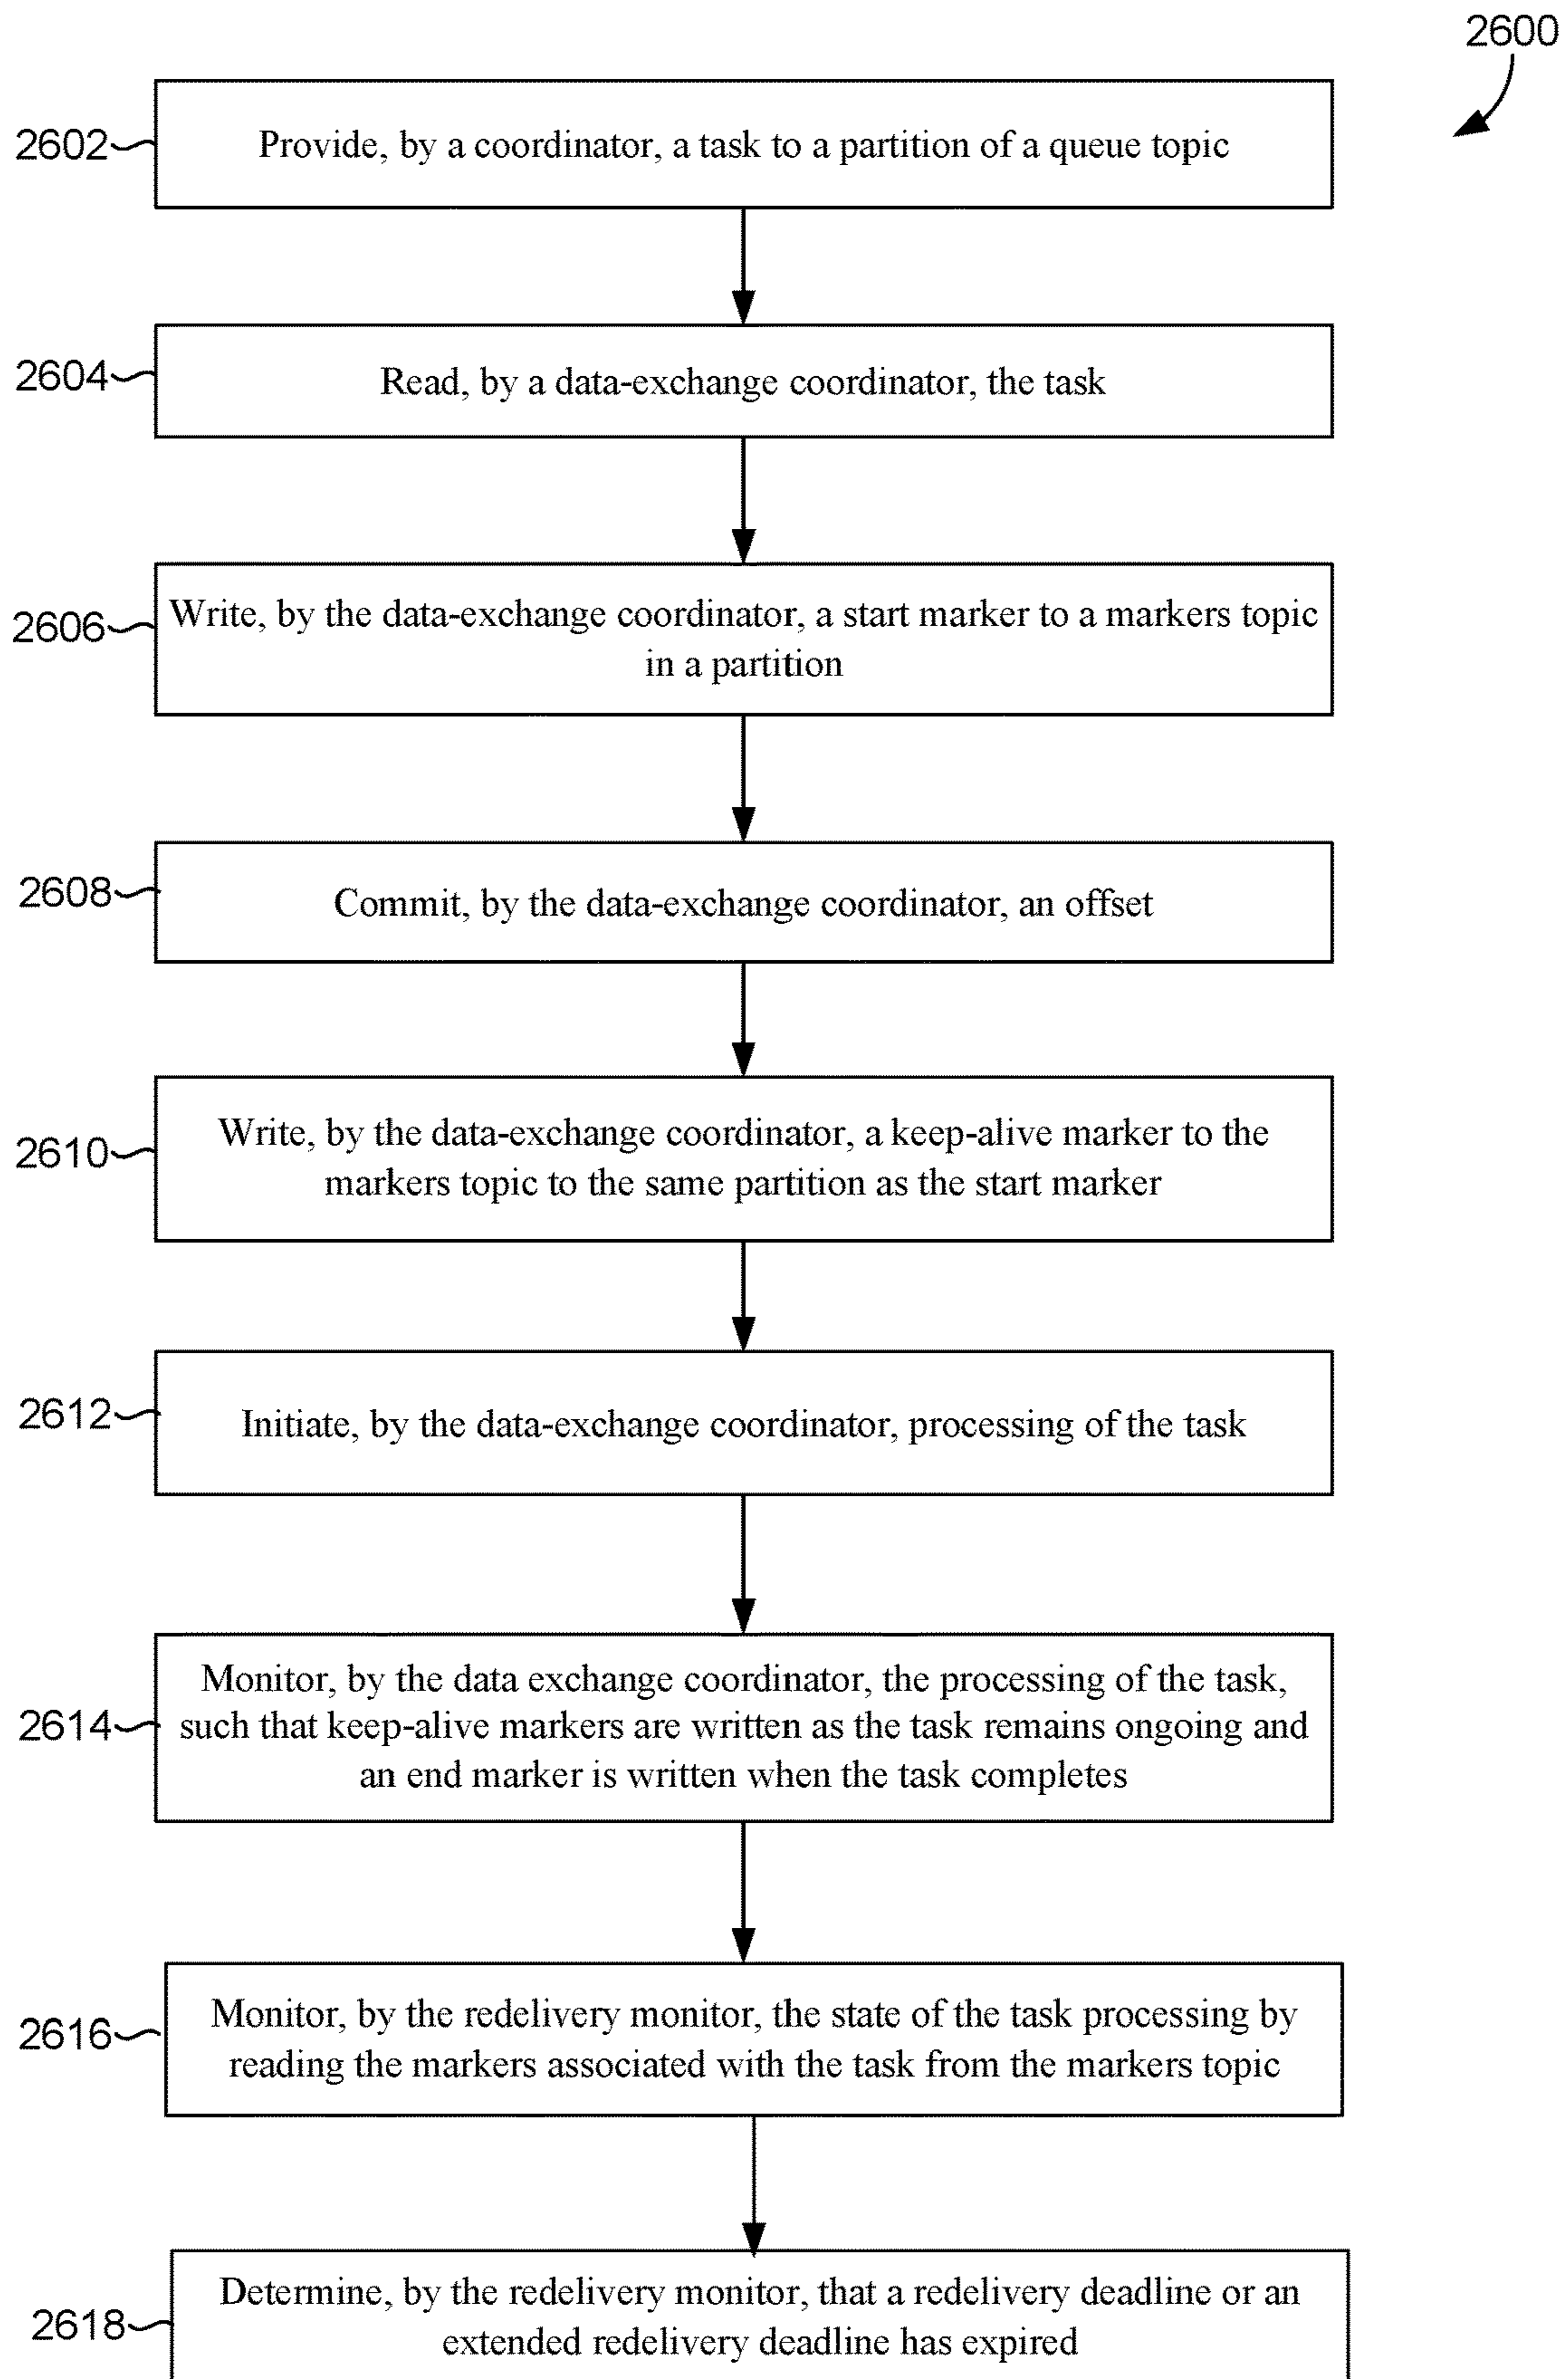 2600
2602
Provide, by a coordinator, a task to a partition of a queue topic
2604
Read, by a data-exchange coordinator, the task
2606
Write, by the data-exchange coordinator, a start marker to a markers topic
in a partition
2608
Commit, by the data-exchange coordinator, an offset
2610
Write, by the data-exchange coordinator, a keep-alive marker to the
markers topic to the same partition as the start marker
2612
Initiate, by the data-exchange coordinator, processing of the task
2614
Monitor, by the data exchange coordinator, the processing of the task,
such that keep-alive markers are written as the task remains ongoing and
an end marker is written when the task completes
2616
Monitor, by the redelivery monitor, the state of the task processing by
reading the markers associated with the task from the markers topic
2618
Determine, by the redelivery monitor, that a redelivery deadline or an
extended redelivery deadline has expired